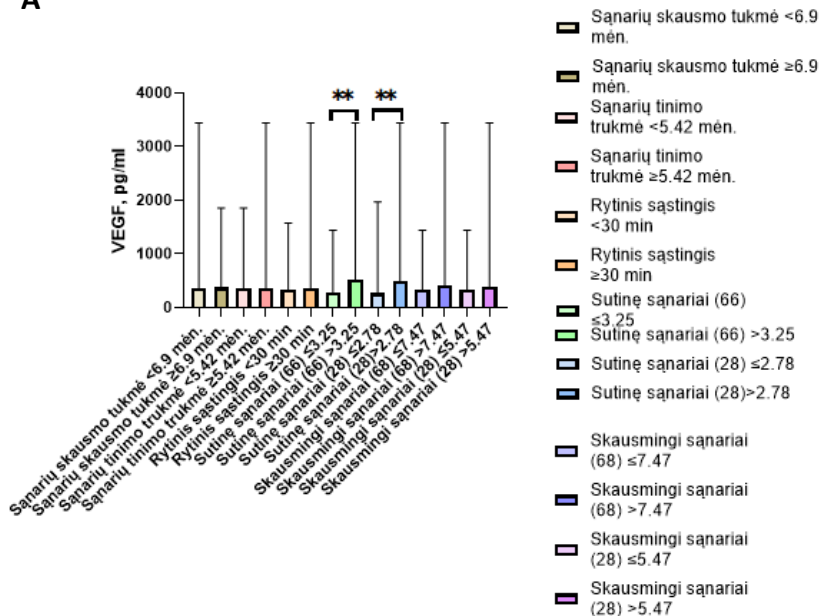 A
4000
3000
2000
1000
0
VEGF, pg/ml
**
**
Sąnarių skausmo tukmė <6.9 mėn.
Sąnarių skausmo tukmė ≥6.9 mėn.
Sąnarių tinimo trukmė <5.42 mėn.
Sąnarių tinimo trukmė ≥5.42 mėn.
Rytinis sąstingis <30 min
Rytinis sąstingis ≥30 min
Sutinę sąnariai (66) ≤3.25
Sutinę sąnariai (66) >3.25
Sutinę sąnariai (28) ≤2.78
Sutinę sąnariai (28)>2.78
Skausmingi sąnariai (68) ≤7.47
Skausmingi sąnariai (68) >7.47
Skausmingi sąnariai (28) ≤5.47
Skausmingi sąnariai (28) >5.47
Sąnarių skausmo tukmė <6.9
mėn.
Sąnarių skausmo tukmė ≥6.9
mėn.
Sąnarių tinimo
trukmė <5.42 mėn.
Sąnarių tinimo
trukmė ≥5.42 mėn.
Rytinis sąstingis
<30 min
Rytinis sąstingis
≥30 min
Sutinę sąnariai (66)
≤3.25
Sutinę sąnariai (66) >3.25
Sutinę sąnariai (28) ≤2.78
Sutinę sąnariai (28)>2.78
Skausmingi sąnariai
(68) ≤7.47
Skausmingi sąnariai
(68) >7.47
Skausmingi sąnariai
(28) ≤5.47
Skausmingi sąnariai
(28) >5.47